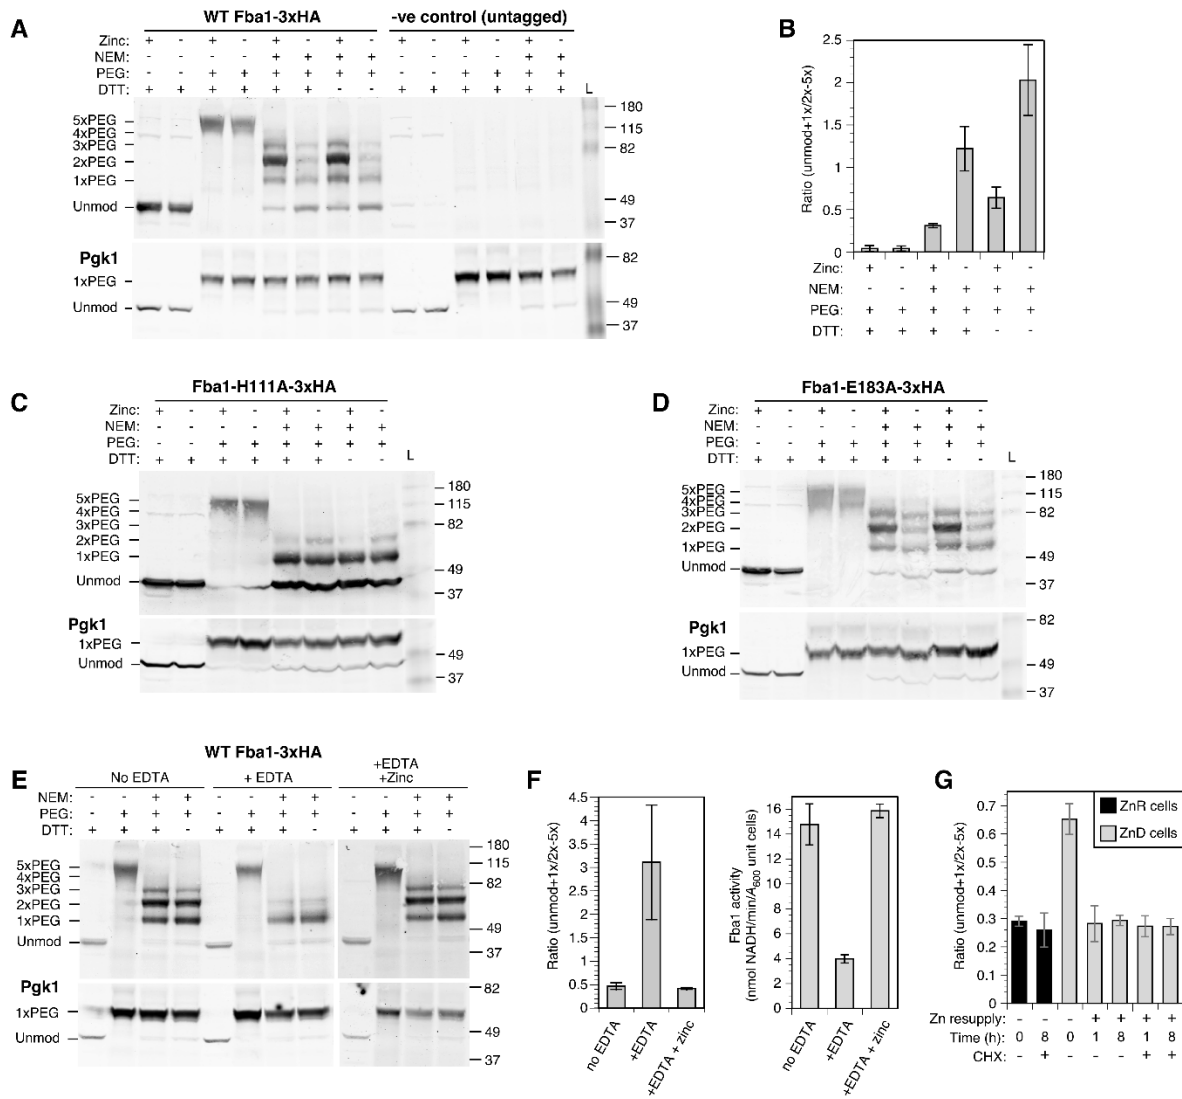 A
WT Fba1-3xHA
-ve control (untagged)
Zinc: + - + - + - + - + - + - + -
NEM: - - - - + + + + - - - - + +
PEG: - - + + + + + + - - + + + +
DTT: + + + + + + - - + + + + + + L
5xPEG
4xPEG
3xPEG
2xPEG
1xPEG
Unmod
180
115
82
49
37
Pgk1
1xPEG
Unmod
82
49
37
B
Ratio (unmod+1x/2x-5x)
2.5
2
1.5
1
0.5
0
Zinc: + - + - + -
NEM: - - + + + +
PEG: + + + + + +
DTT: + + + + - -
C
Fba1-H111A-3xHA
Zinc: + - + - + - + -
NEM: - - - - + + + +
PEG: - - + + + + + +
DTT: + + + + + + - - L
5xPEG
4xPEG
3xPEG
2xPEG
1xPEG
Unmod
180
115
82
49
37
Pgk1
1xPEG
Unmod
49
37
D
Fba1-E183A-3xHA
Zinc: + - + - + - + -
NEM: - - - - + + + +
PEG: - - + + + + + +
DTT: + + + + + + - - L
5xPEG
4xPEG
3xPEG
2xPEG
1xPEG
Unmod
180
115
82
49
37
Pgk1
1xPEG
Unmod
82
49
37
E
WT Fba1-3xHA
No EDTA
+ EDTA
+EDTA
+Zinc
NEM: - - + + - - + + - - + +
PEG: - + + + - + + + - + + +
DTT: + + + - + + + - + + + -
5xPEG
4xPEG
3xPEG
2xPEG
1xPEG
Unmod
180
115
82
49
37
Pgk1
1xPEG
Unmod
82
49
37
F
Ratio (unmod+1x/2x-5x)
4.5
4
3.5
3
2.5
2
1.5
1
0.5
0
no EDTA
+EDTA
+EDTA + zinc
Fba1 activity
(nmol NADH/min/A600 unit cells)
16
14
12
10
8
6
4
2
0
no EDTA
+EDTA
+EDTA + zinc
G
ZnR cells
ZnD cells
Ratio (unmod+1x/2x-5x)
0.7
0.6
0.5
0.4
0.3
0.2
0.1
0
Zn resupply: - - - + + + +
Time (h): 0 8 0 1 8 1 8
CHX: - + - - - + +